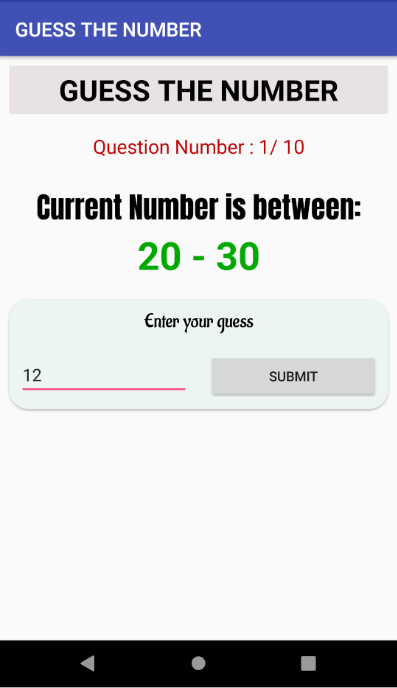 GUESS THE NUMBER
GUESS THE NUMBER
Question Number : 1/ 10
Current Number is between:
20 - 30
Enter your guess
12
SUBMIT